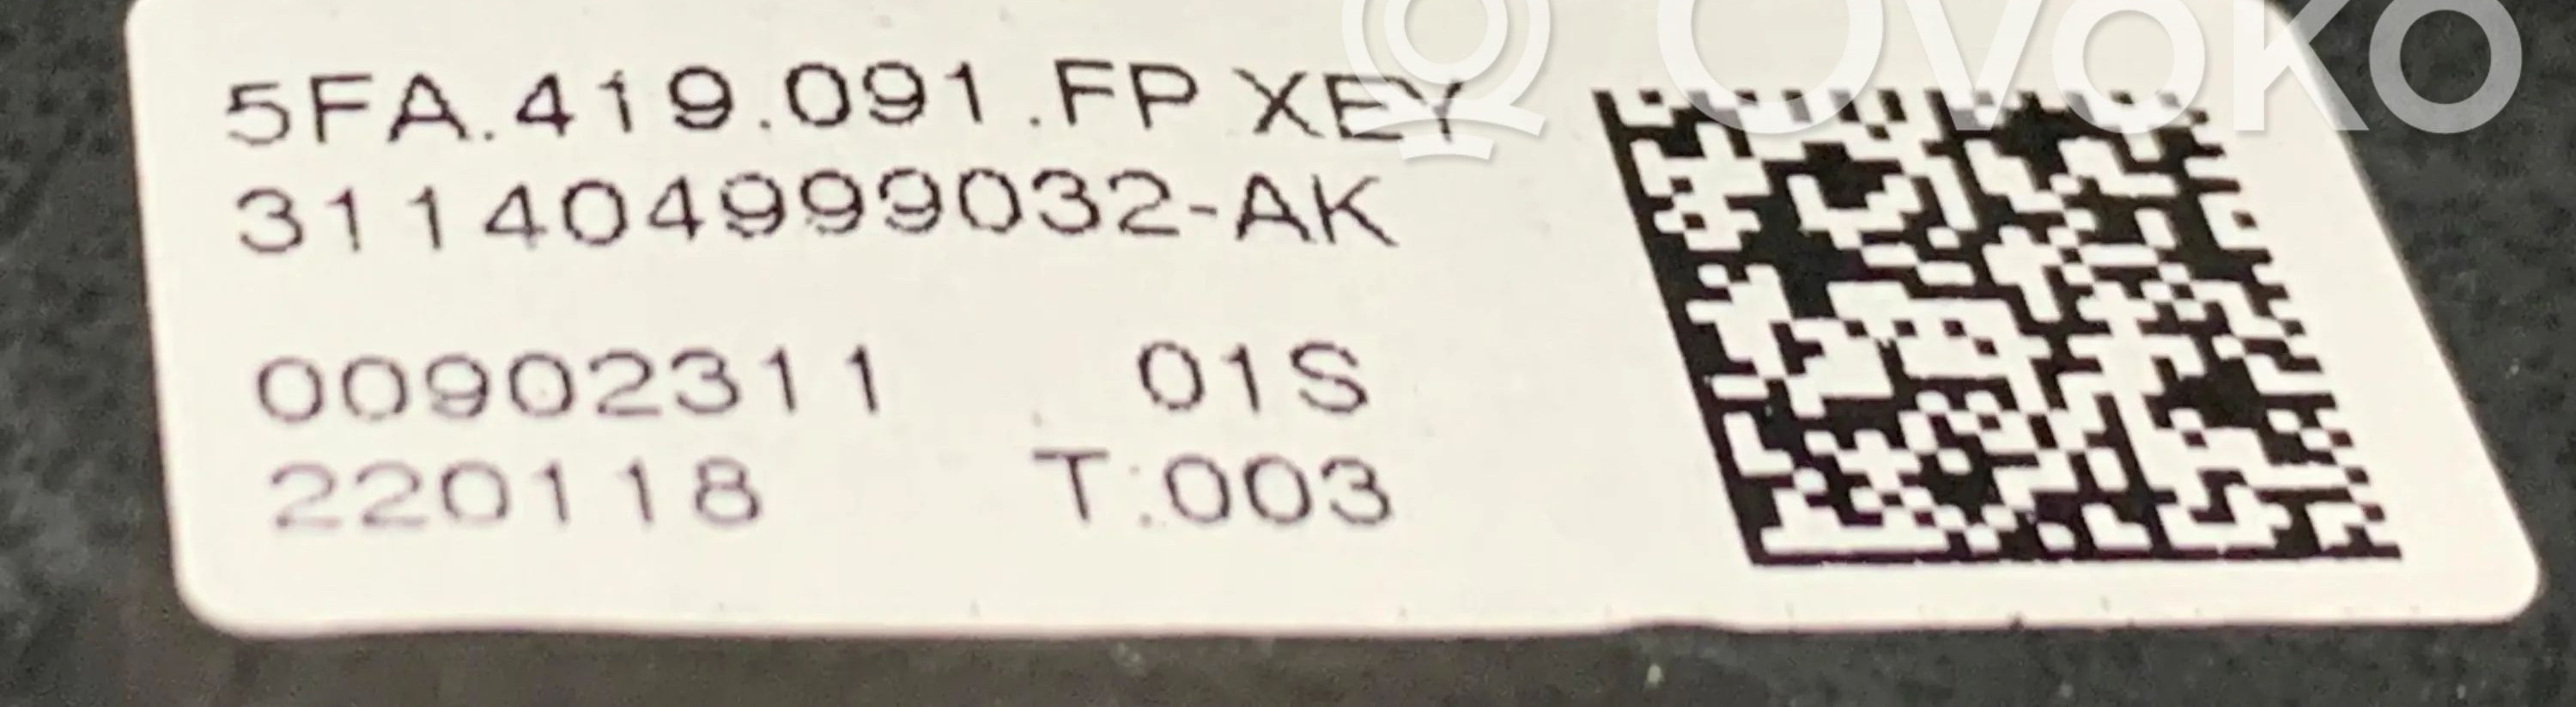 OVOKO
5FA.419.091.FP XEY
311404999032-AK
00902311 01S
220118 T:003